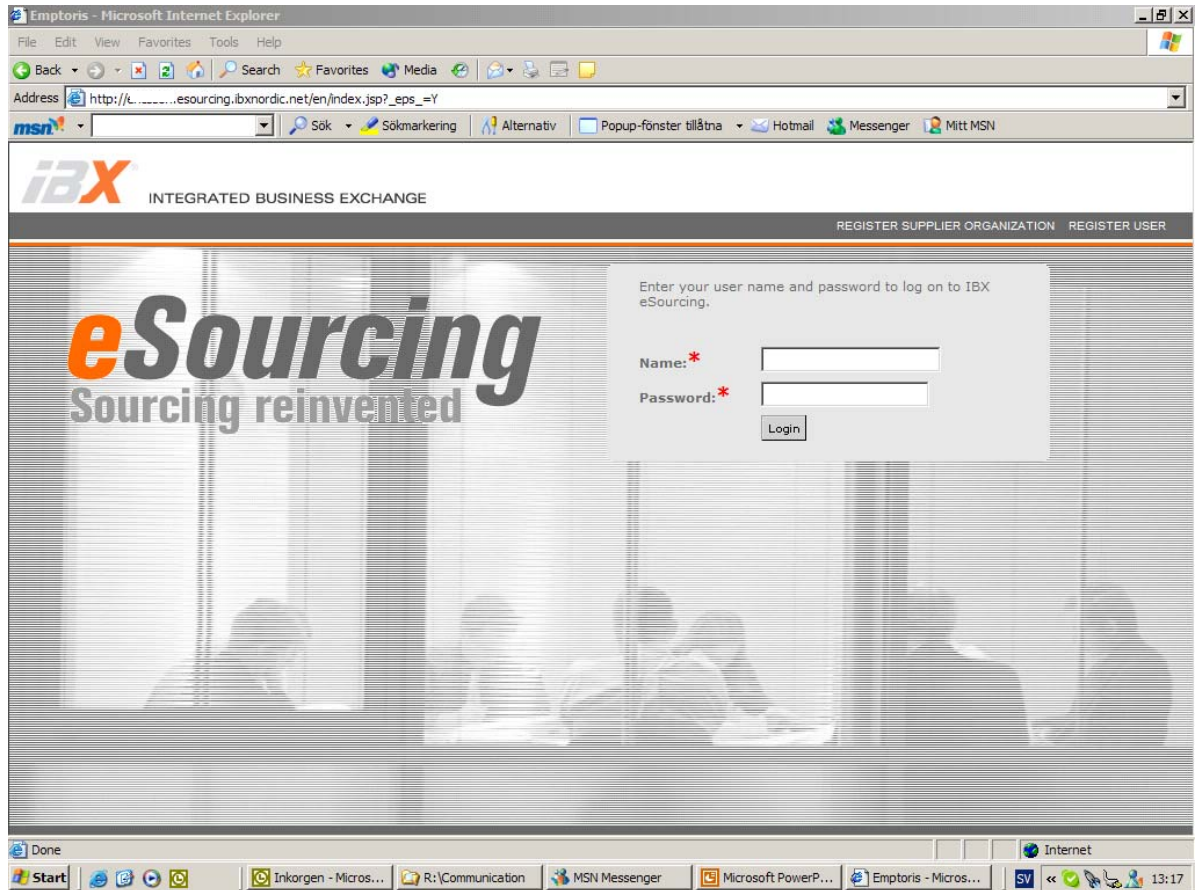 Emptoris - Microsoft Internet Explorer
File Edit View Favorites Tools Help
Back Search Favorites Media
Address http:// .esourcing.ibxnordic.net/en/index.jsp?_eps_=Y
msn Sök Sökmarkering Alternativ Popup-fönster tillåtna Hotmail Messenger Mitt MSN
iBX INTEGRATED BUSINESS EXCHANGE
REGISTER SUPPLIER ORGANIZATION REGISTER USER
eSourcing
Sourcing reinvented
Enter your user name and password to log on to IBX
eSourcing.
Name:*
Password:*
Login
Done Internet
Start Inkorgen - Micros... R:\Communication MSN Messenger Microsoft PowerP... Emptoris - Micros... SV « 13:17